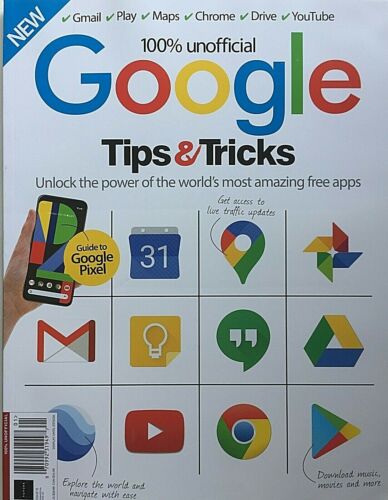 NEW
✓Gmail ✓Play ✓Maps ✓Chrome ✓Drive ✓YouTube
100% unofficial
Google
Tips&Tricks
Unlock the power of the world's most amazing free apps
Get access to
live traffic updates
Guide to
Google
Pixel
31
100% UNOFFICIAL
Explore the world and
navigate with ease
Download music,
movies and more